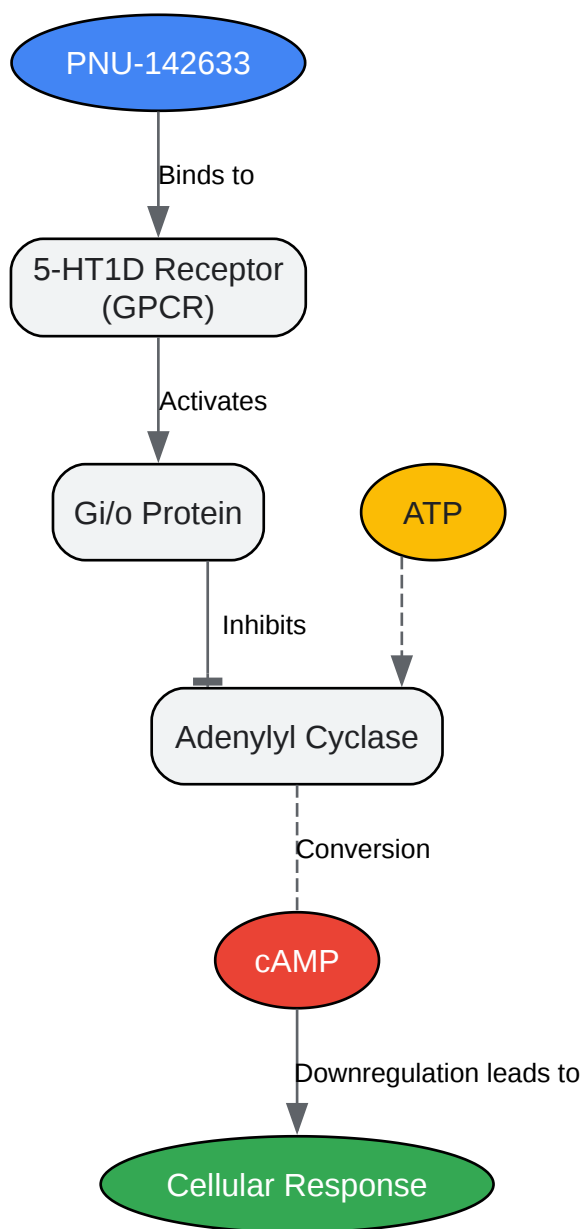 PNU-142633
Binds to
5-HT1D Receptor
(GPCR)
Activates
Gi/o Protein
ATP
Inhibits
Adenylyl Cyclase
Conversion
cAMP
Downregulation leads to
Cellular Response